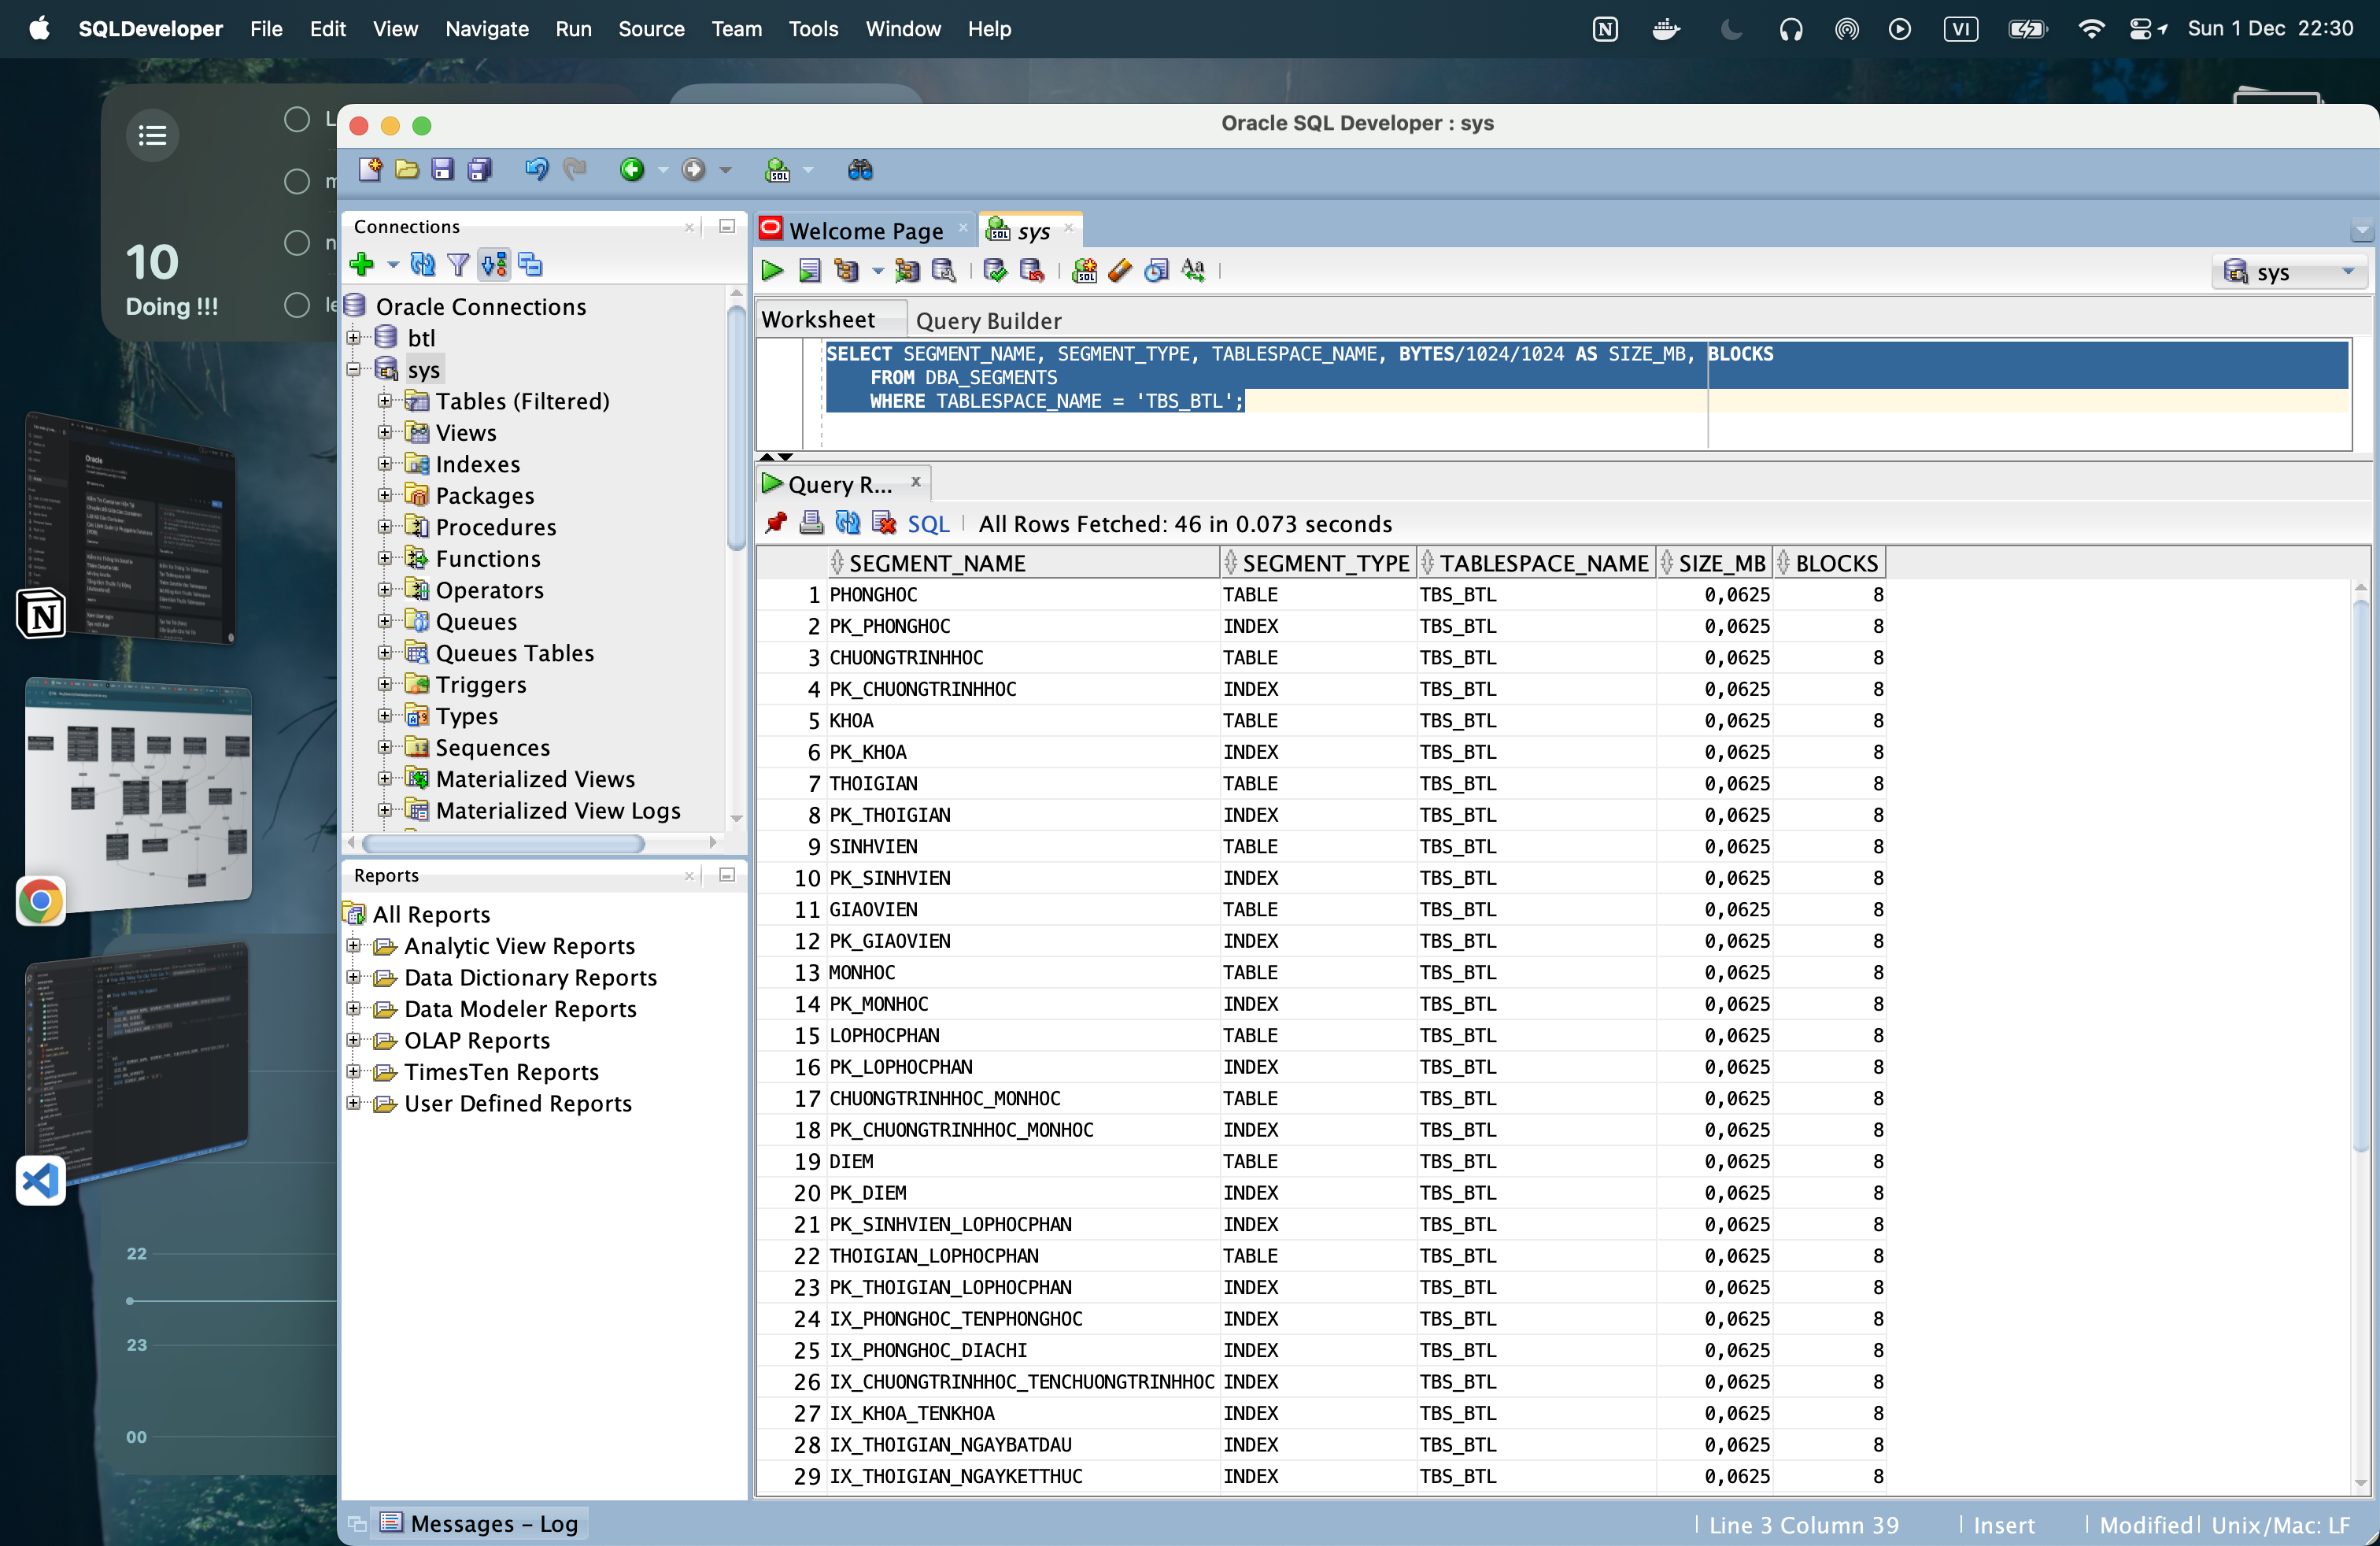 SQLDeveloper File Edit View Navigate Run Source Team Tools Window Help VI Sun 1 Dec 22:30
10
Doing !!!
Oracle SQL Developer : sys
Connections
Oracle Connections
btl
sys
Tables (Filtered)
Views
Indexes
Packages
Procedures
Functions
Operators
Queues
Queues Tables
Triggers
Types
Sequences
Materialized Views
Materialized View Logs
Reports
All Reports
Analytic View Reports
Data Dictionary Reports
Data Modeler Reports
OLAP Reports
TimesTen Reports
User Defined Reports
22
23
00
Welcome Page sys
sys
Worksheet Query Builder
SELECT SEGMENT_NAME, SEGMENT_TYPE, TABLESPACE_NAME, BYTES/1024/1024 AS SIZE_MB, BLOCKS
FROM DBA_SEGMENTS
WHERE TABLESPACE_NAME = 'TBS_BTL';
Query R...
SQL All Rows Fetched: 46 in 0.073 seconds
SEGMENT_NAME SEGMENT_TYPE TABLESPACE_NAME SIZE_MB BLOCKS
1 PHONGHOC TABLE TBS_BTL 0,0625 8
2 PK_PHONGHOC INDEX TBS_BTL 0,0625 8
3 CHUONGTRINHHOC TABLE TBS_BTL 0,0625 8
4 PK_CHUONGTRINHHOC INDEX TBS_BTL 0,0625 8
5 KHOA TABLE TBS_BTL 0,0625 8
6 PK_KHOA INDEX TBS_BTL 0,0625 8
7 THOIGIAN TABLE TBS_BTL 0,0625 8
8 PK_THOIGIAN INDEX TBS_BTL 0,0625 8
9 SINHVIEN TABLE TBS_BTL 0,0625 8
10 PK_SINHVIEN INDEX TBS_BTL 0,0625 8
11 GIAOVIEN TABLE TBS_BTL 0,0625 8
12 PK_GIAOVIEN INDEX TBS_BTL 0,0625 8
13 MONHOC TABLE TBS_BTL 0,0625 8
14 PK_MONHOC INDEX TBS_BTL 0,0625 8
15 LOPHOCPHAN TABLE TBS_BTL 0,0625 8
16 PK_LOPHOCPHAN INDEX TBS_BTL 0,0625 8
17 CHUONGTRINHHOC_MONHOC TABLE TBS_BTL 0,0625 8
18 PK_CHUONGTRINHHOC_MONHOC INDEX TBS_BTL 0,0625 8
19 DIEM TABLE TBS_BTL 0,0625 8
20 PK_DIEM INDEX TBS_BTL 0,0625 8
21 PK_SINHVIEN_LOPHOCPHAN INDEX TBS_BTL 0,0625 8
22 THOIGIAN_LOPHOCPHAN TABLE TBS_BTL 0,0625 8
23 PK_THOIGIAN_LOPHOCPHAN INDEX TBS_BTL 0,0625 8
24 IX_PHONGHOC_TENPHONGHOC INDEX TBS_BTL 0,0625 8
25 IX_PHONGHOC_DIACHI INDEX TBS_BTL 0,0625 8
26 IX_CHUONGTRINHHOC_TENCHUONGTRINHHOC INDEX TBS_BTL 0,0625 8
27 IX_KHOA_TENKHOA INDEX TBS_BTL 0,0625 8
28 IX_THOIGIAN_NGAYBATDAU INDEX TBS_BTL 0,0625 8
29 IX_THOIGIAN_NGAYKETTHUC INDEX TBS_BTL 0,0625 8
Messages - Log
Line 3 Column 39 Insert Modified Unix/Mac: LF